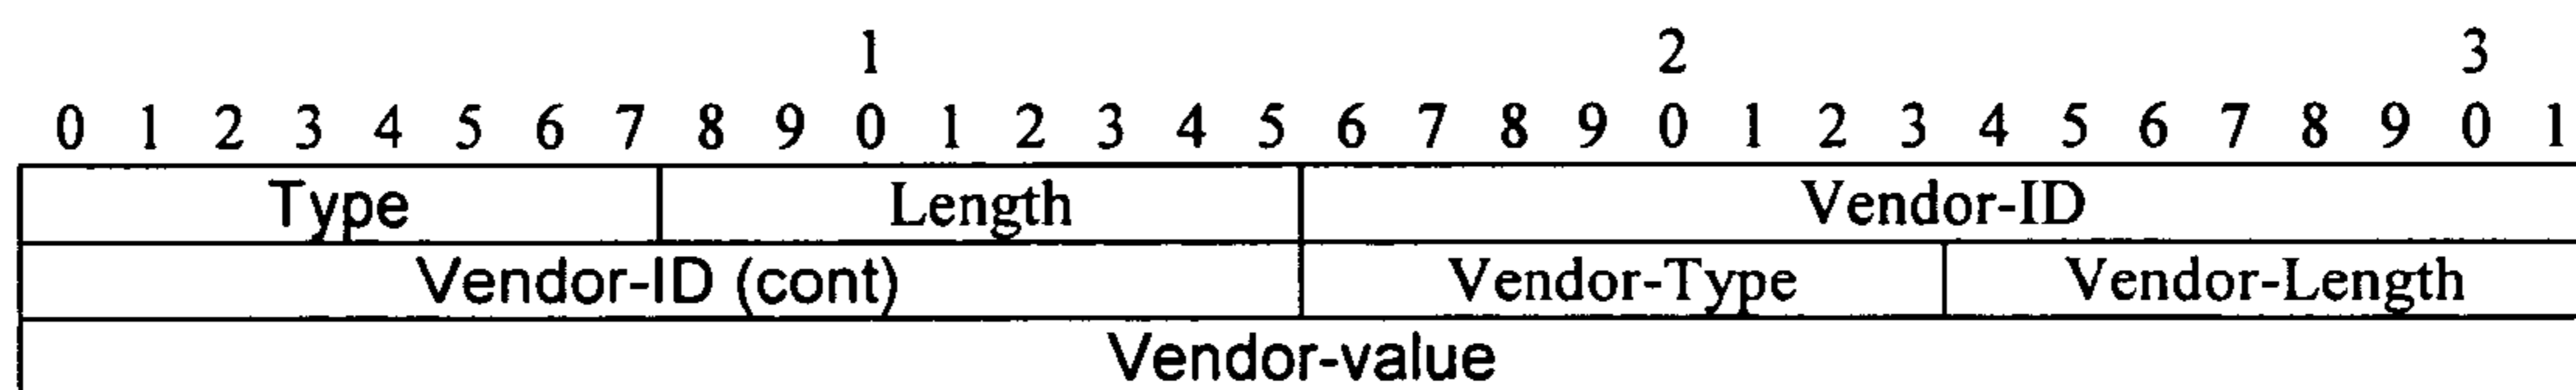 1 2 3
0 1 2 3 4 5 6 7 8 9 0 1 2 3 4 5 6 7 8 9 0 1 2 3 4 5 6 7 8 9 0 1
Type Length Vendor-ID
Vendor-ID (cont) Vendor-Type Vendor-Length
Vendor-value